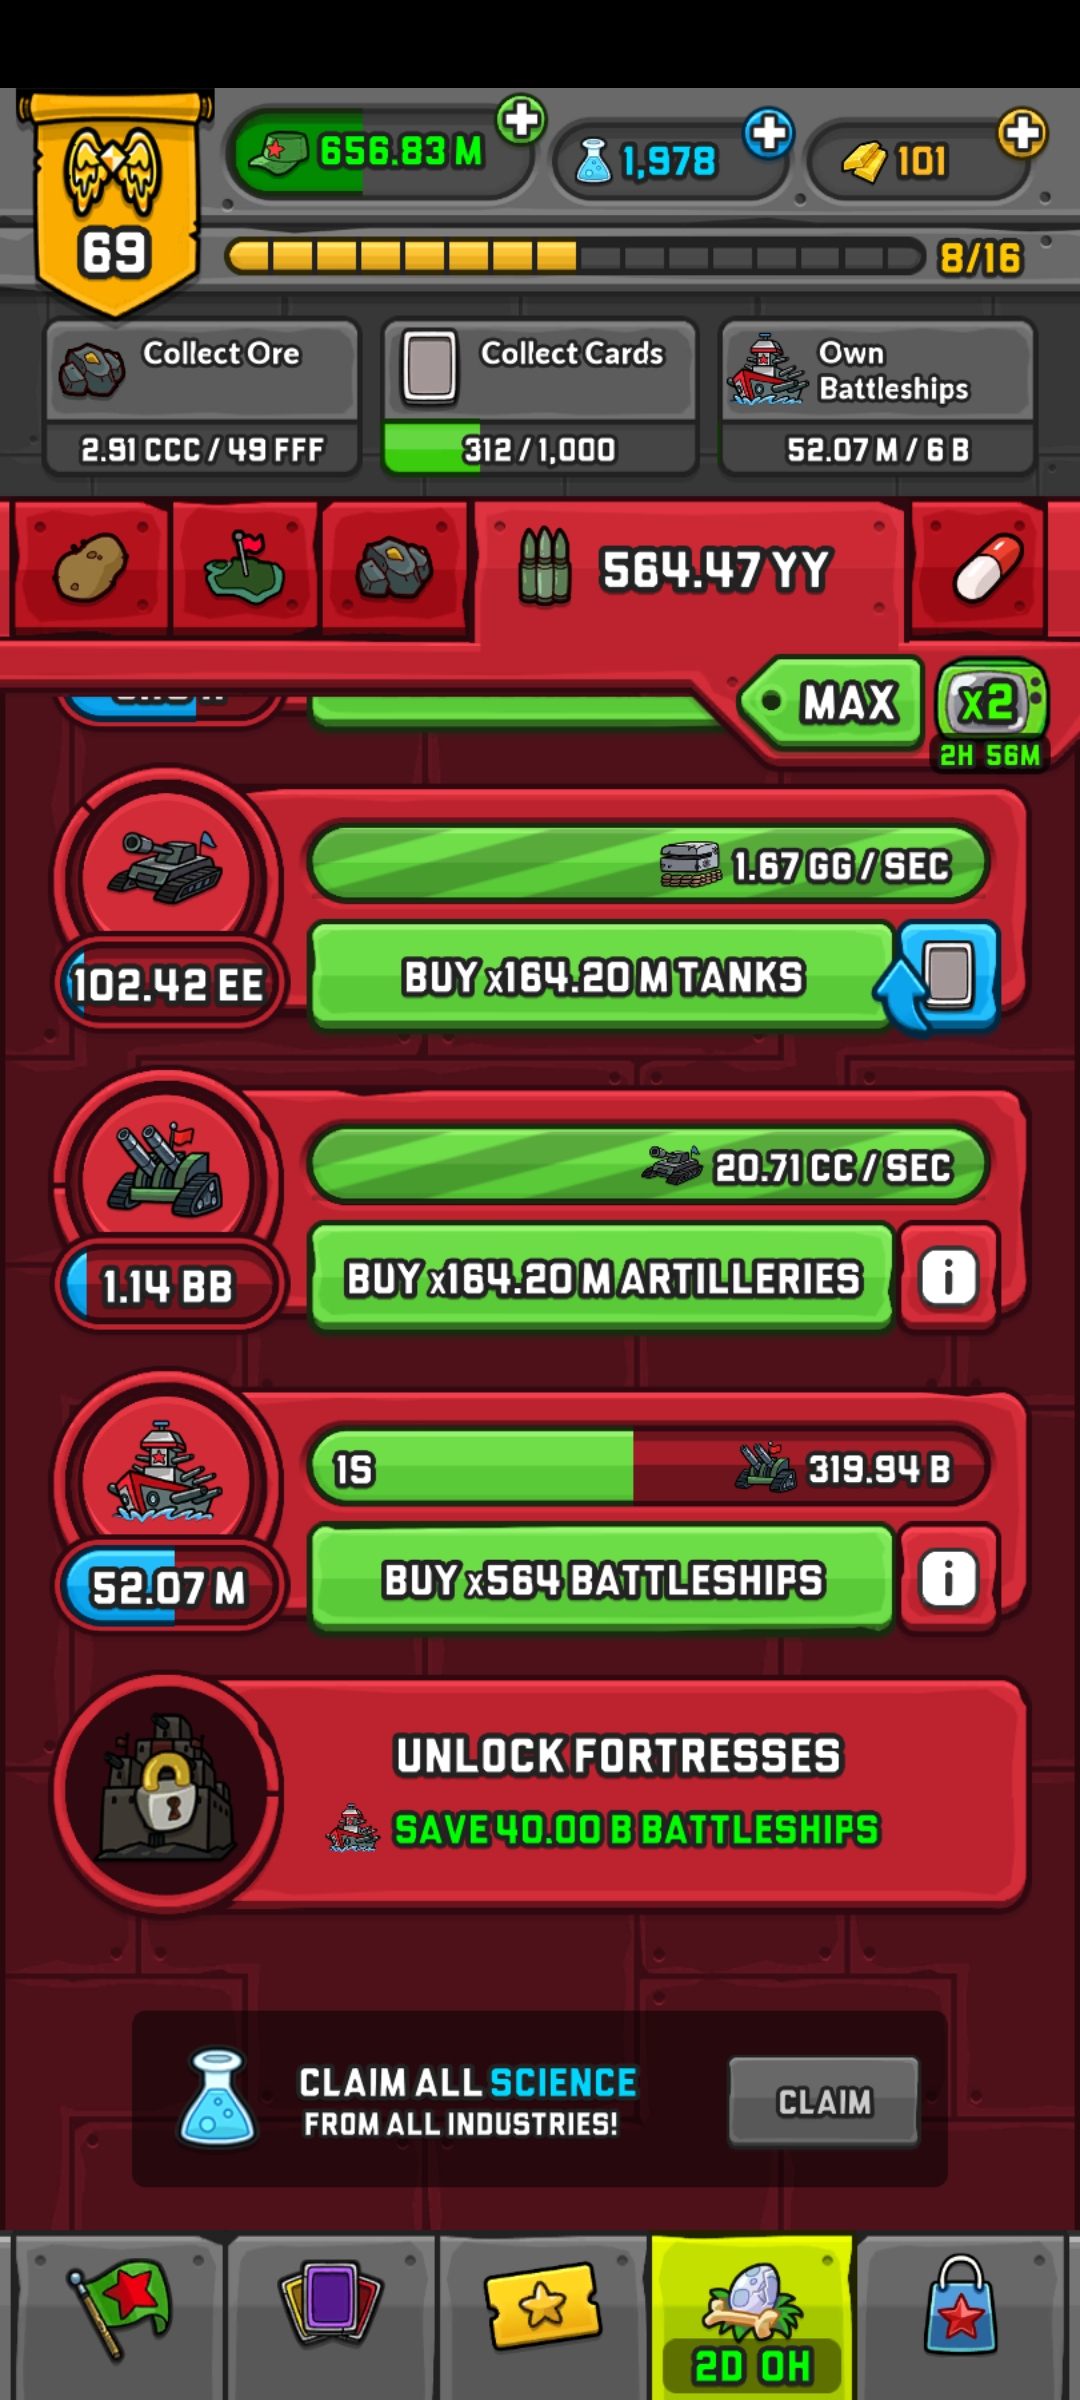 656.83 M
1,978
101
69
8/16
Collect Ore
2.91 CCC / 49 FFF
Collect Cards
312 / 1,000
Own
Battleships
52.07 M / 6 B
564.47 YY
MAX
x2
2H 56M
1.67 GG / SEC
102.42 EE
BUY x164.20 M TANKS
20.71 CC / SEC
1.14 BB
BUY x164.20 M ARTILLERIES
i
1S
319.94 B
52.07 M
BUY x564 BATTLESHIPS
i
UNLOCK FORTRESSES
SAVE 40.00 B BATTLESHIPS
CLAIM ALL SCIENCE
FROM ALL INDUSTRIES!
CLAIM
2D 0H